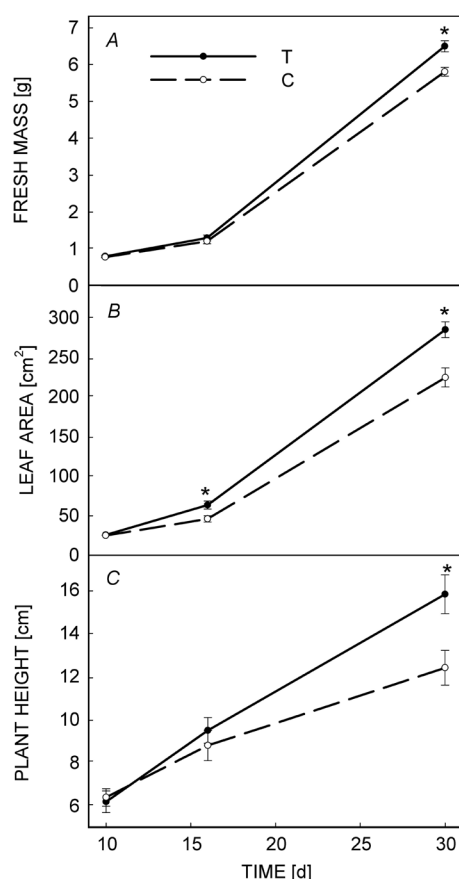 A
T
C
FRESH MASS [g]
7
6
5
4
3
2
1
0
*
B
LEAF AREA [cm²]
300
250
200
150
100
50
0
*
*
C
PLANT HEIGHT [cm]
16
14
12
10
8
6
*
10 15 20 25 30
TIME [d]